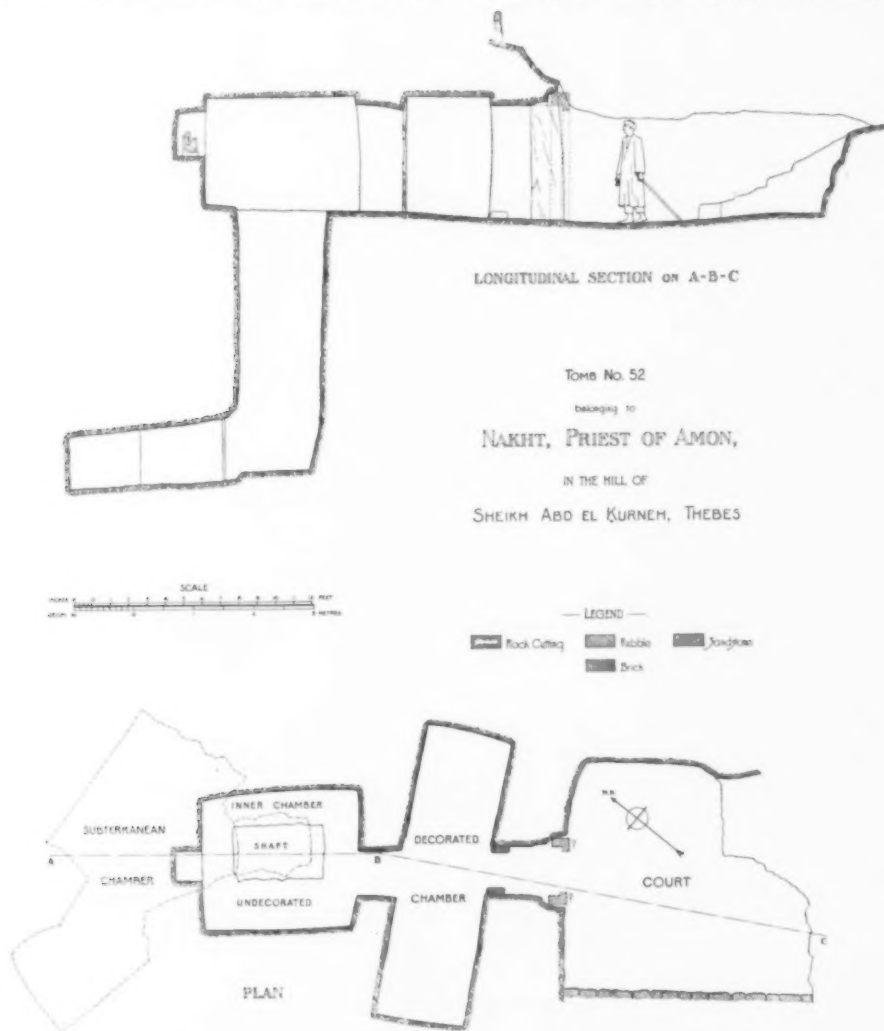 LONGITUDINAL SECTION ON A-B-C
TOMB No. 52
belonging to
NAKHT, PRIEST OF AMON,
IN THE HILL OF
SHEIKH ABD EL KURNEH, THEBES
SCALE
FEET
METRES
LEGEND
Rock Cutting
Rubble
Sandstone
Brick
SUBTERRANEAN
CHAMBER
INNER CHAMBER
SHAFT
UNDECORATED
DECORATED
CHAMBER
COURT
A
B
C
PLAN